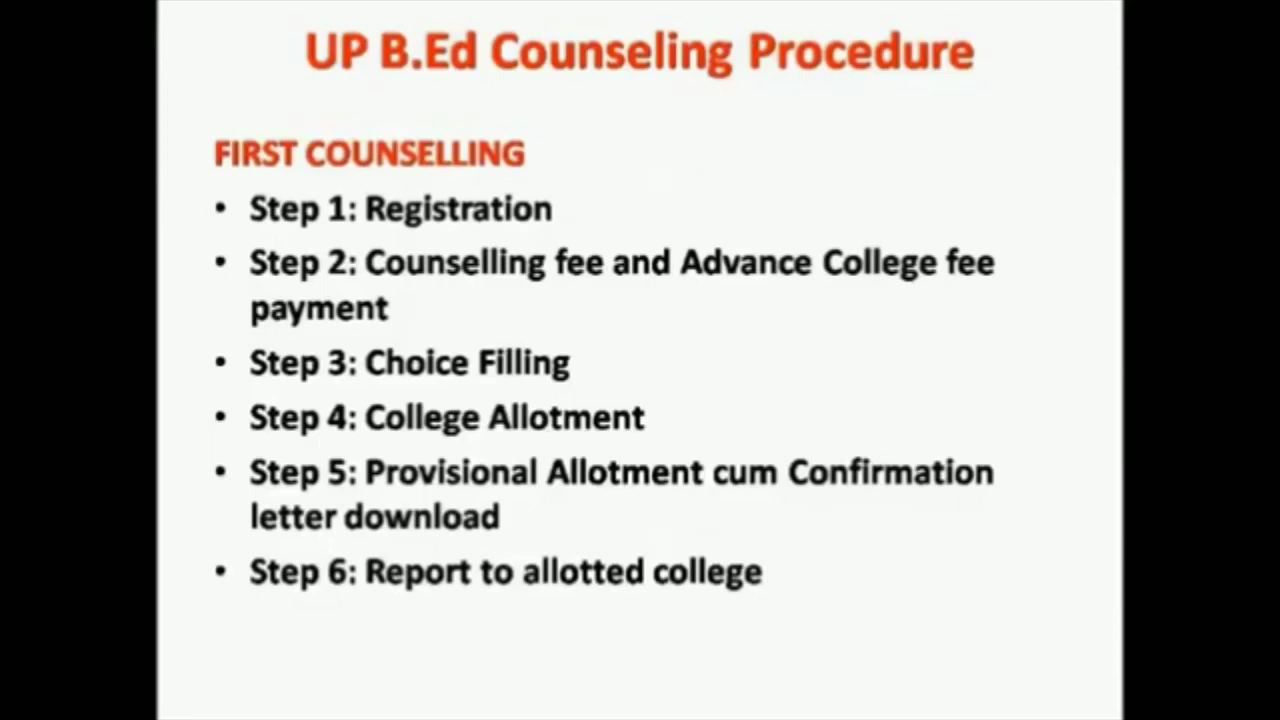 UP B.Ed Counseling Procedure
FIRST COUNSELLING
• Step 1: Registration
• Step 2: Counselling fee and Advance College fee
payment
• Step 3: Choice Filling
• Step 4: College Allotment
• Step 5: Provisional Allotment cum Confirmation
letter download
• Step 6: Report to allotted college